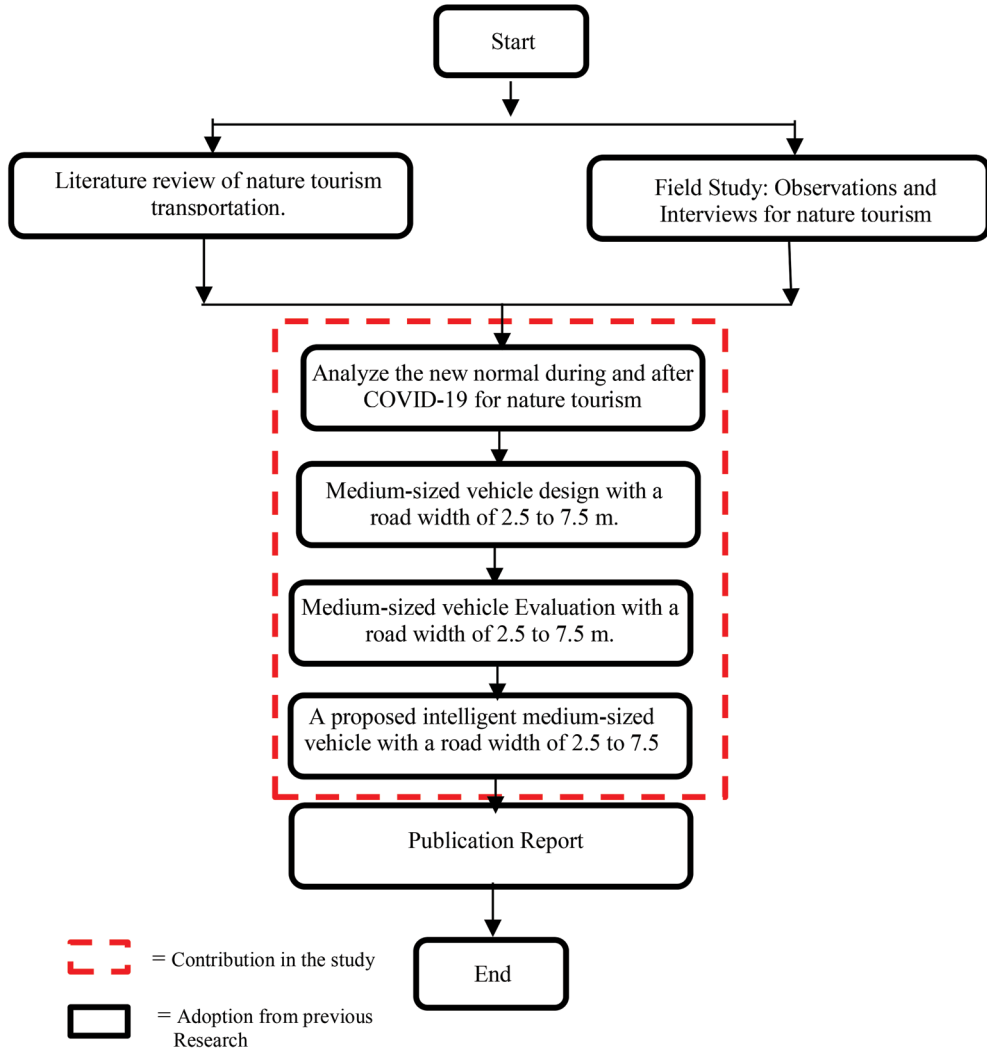 Start
Literature review of nature tourism
transportation.
Field Study: Observations and
Interviews for nature tourism
Analyze the new normal during and after
COVID-19 for nature tourism
Medium-sized vehicle design with a
road width of 2.5 to 7.5 m.
Medium-sized vehicle Evaluation with a
road width of 2.5 to 7.5 m.
A proposed intelligent medium-sized
vehicle with a road width of 2.5 to 7.5
Publication Report
End
= Contribution in the study
= Adoption from previous
Research